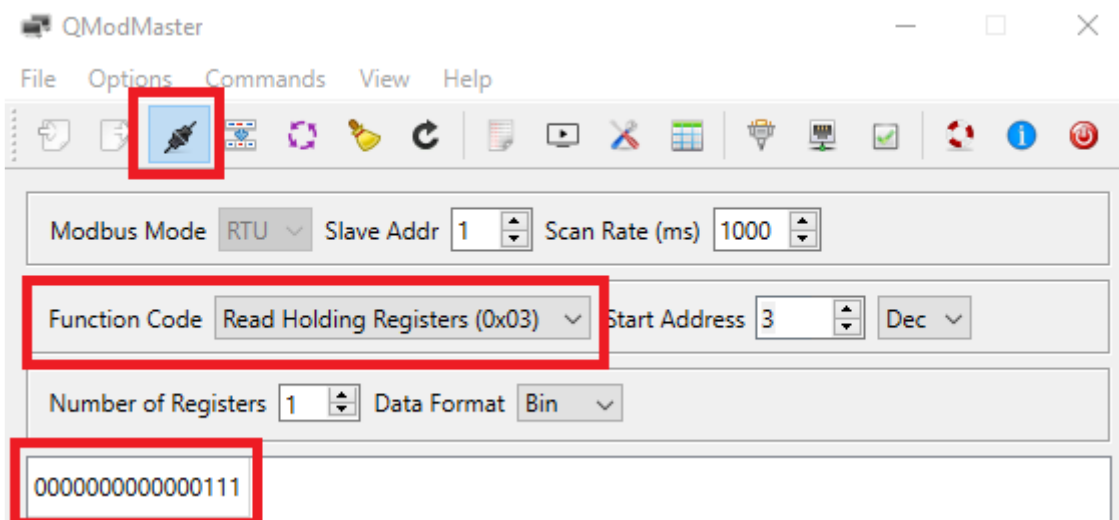 QModMaster
File Options Commands View Help
Modbus Mode RTU Slave Addr 1 Scan Rate (ms) 1000
Function Code Read Holding Registers (0x03) Start Address 3 Dec
Number of Registers 1 Data Format Bin
0000000000000111